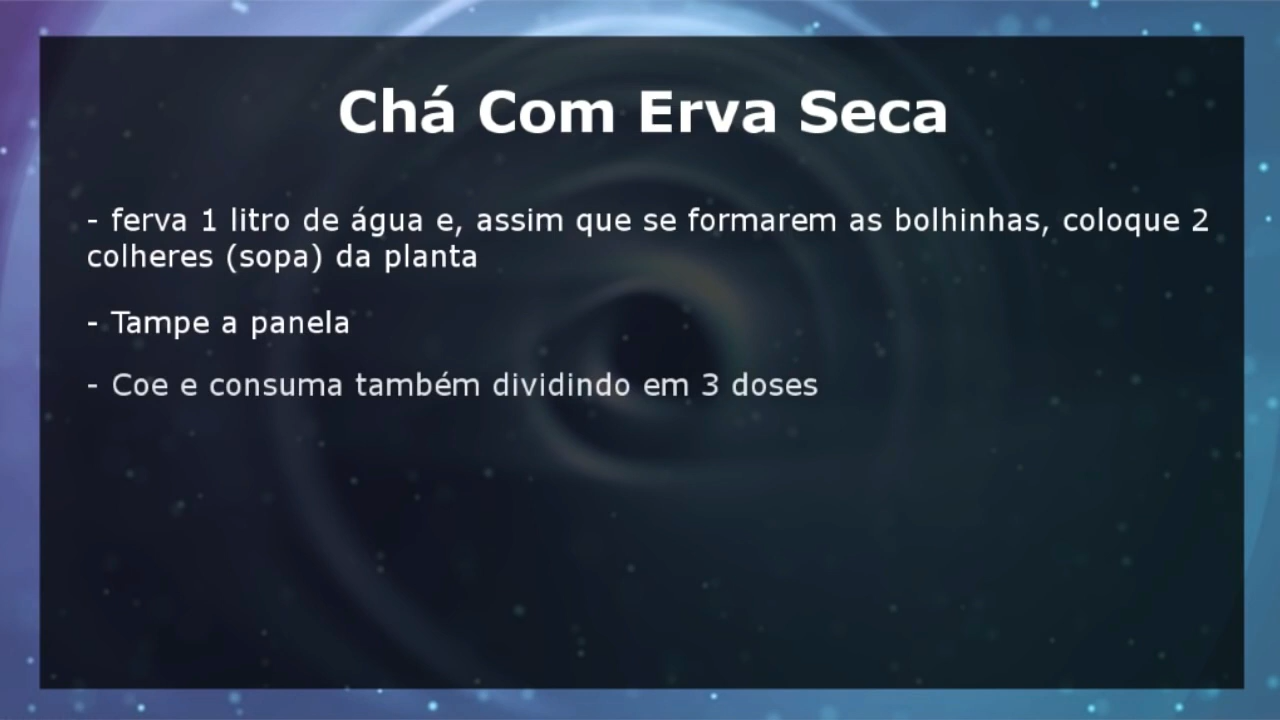 Chá Com Erva Seca
- ferva 1 litro de água e, assim que se formarem as bolhinhas, coloque 2
colheres (sopa) da planta
- Tampe a panela
- Coe e consuma também dividindo em 3 doses